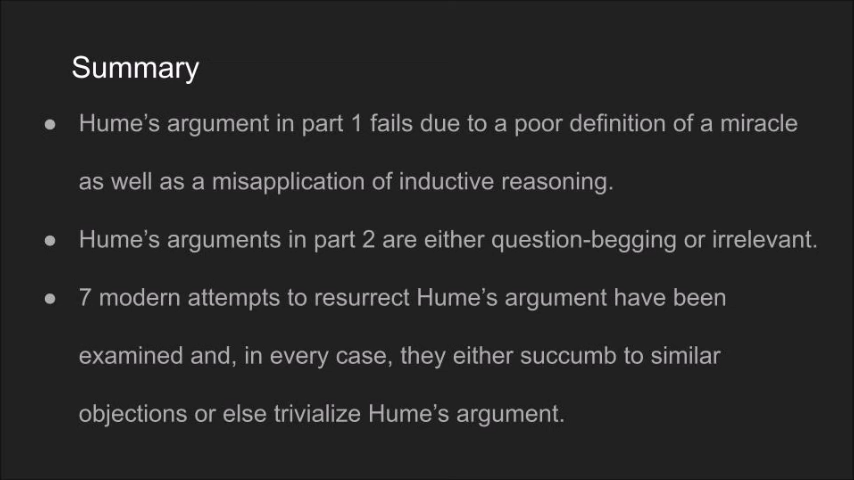 Summary
● Hume's argument in part 1 fails due to a poor definition of a miracle
as well as a misapplication of inductive reasoning.
● Hume's arguments in part 2 are either question-begging or irrelevant.
● 7 modern attempts to resurrect Hume's argument have been
examined and, in every case, they either succumb to similar
objections or else trivialize Hume's argument.